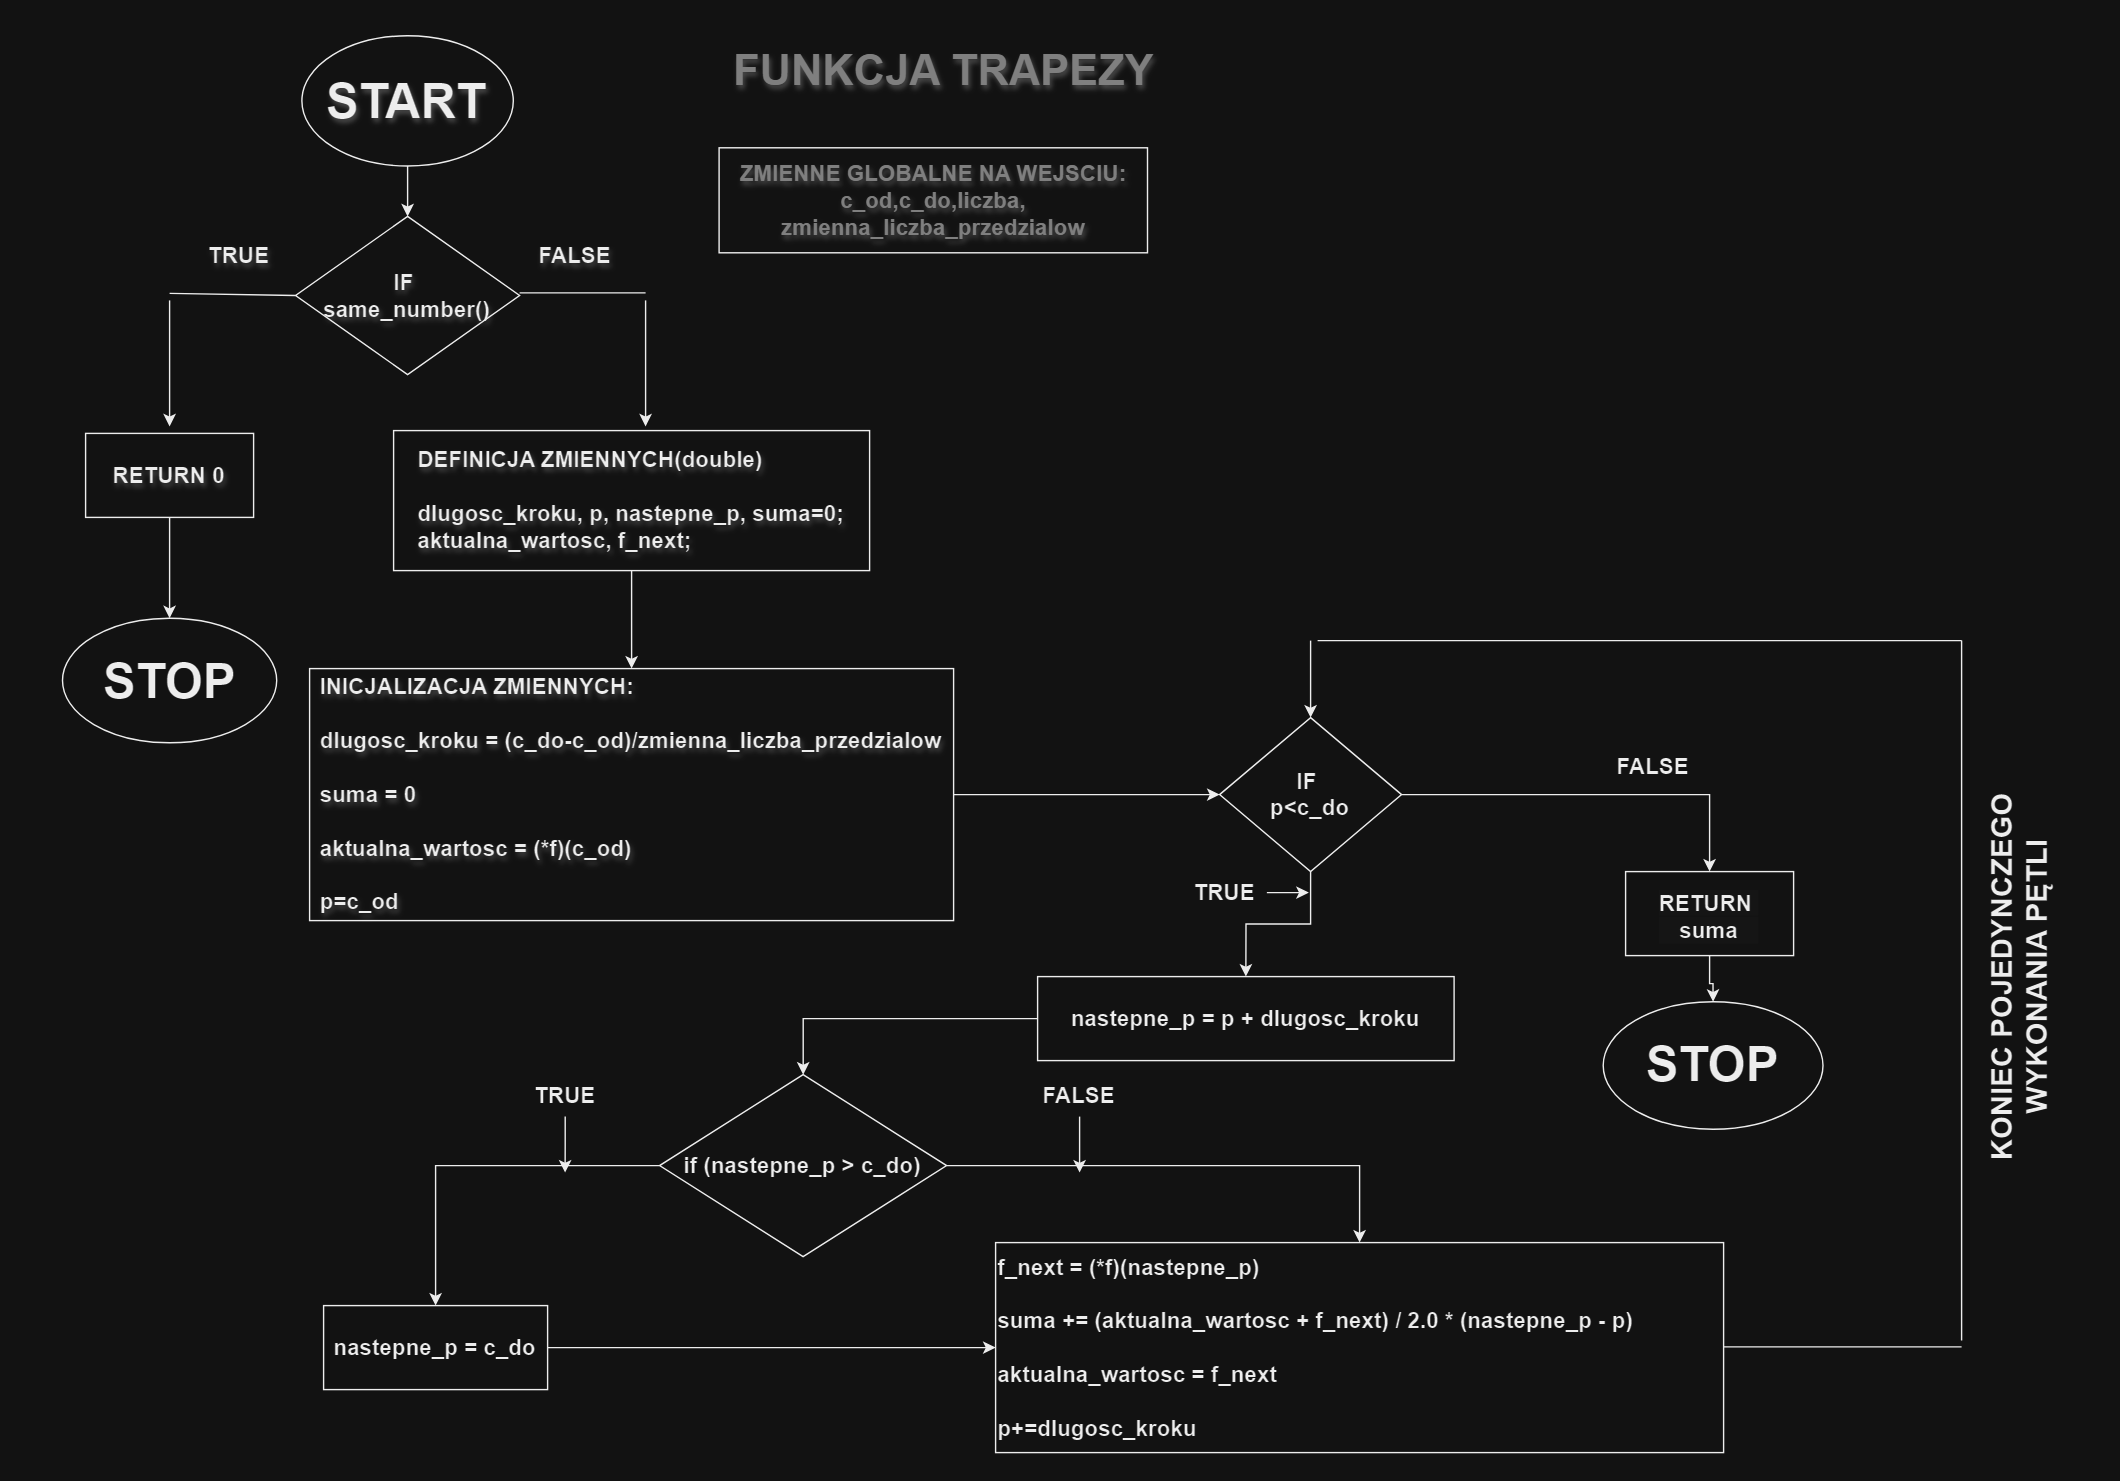 START
FUNKCJA TRAPEZY
ZMIENNE GLOBALNE NA WEJSCIU:
c_od,c_do,liczba,
zmienna_liczba_przedzialow
TRUE
FALSE
IF
same_number()
RETURN 0
DEFINICJA ZMIENNYCH(double)
dlugosc_kroku, p, nastepne_p, suma=0;
aktualna_wartosc, f_next;
STOP
INICJALIZACJA ZMIENNYCH:
dlugosc_kroku = (c_do-c_od)/zmienna_liczba_przedzialow
suma = 0
aktualna_wartosc = (*f)(c_od)
p=c_od
IF
p<c_do
FALSE
TRUE
RETURN
suma
STOP
nastepne_p = p + dlugosc_kroku
TRUE
FALSE
if (nastepne_p > c_do)
nastepne_p = c_do
f_next = (*f)(nastepne_p)
suma += (aktualna_wartosc + f_next) / 2.0 * (nastepne_p - p)
aktualna_wartosc = f_next
p+=dlugosc_kroku
KONIEC POJEDYNCZEGO
WYKONANIA PĘTLI